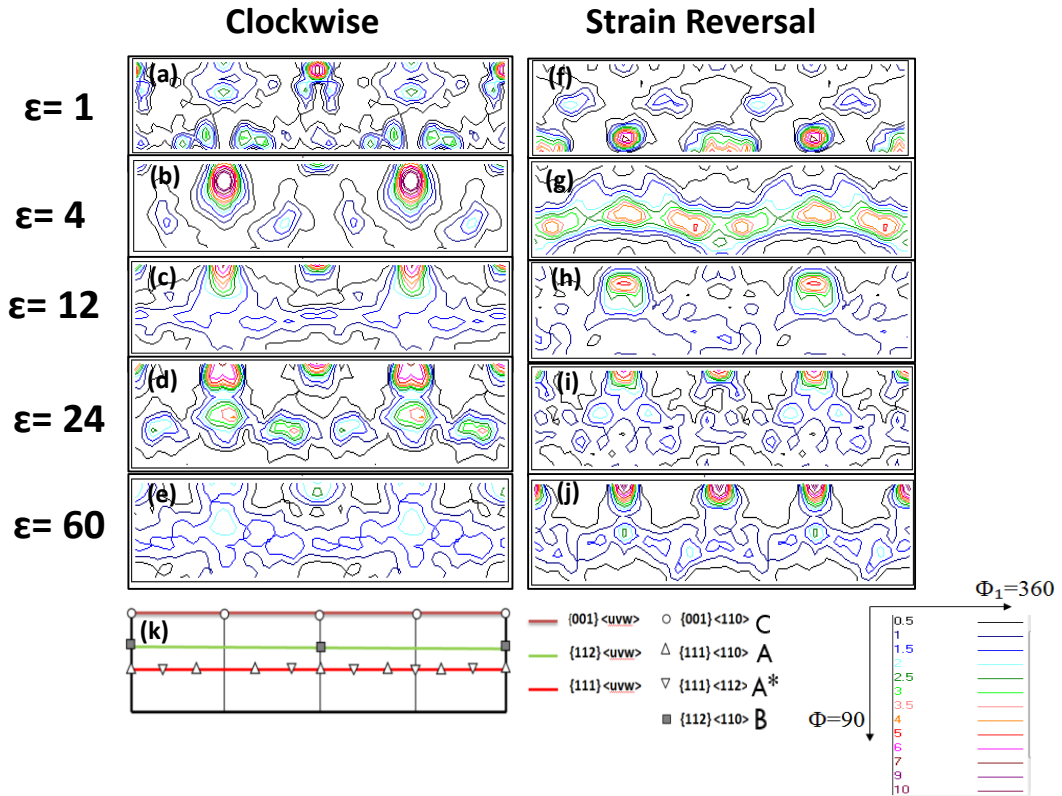 Clockwise
Strain Reversal
ε= 1
(a)
(f)
ε= 4
(b)
(g)
ε= 12
(c)
(h)
ε= 24
(d)
(i)
ε= 60
(e)
(j)
(k)
{001}<uvw>
{001}<110> C
{112}<uvw>
{111}<110> A
{111}<uvw>
{111}<112> A*
{112}<110> B
Φ1=360
Φ=90
0.5
1
1.5
2
2.5
3
3.5
4
5
6
7
9
10